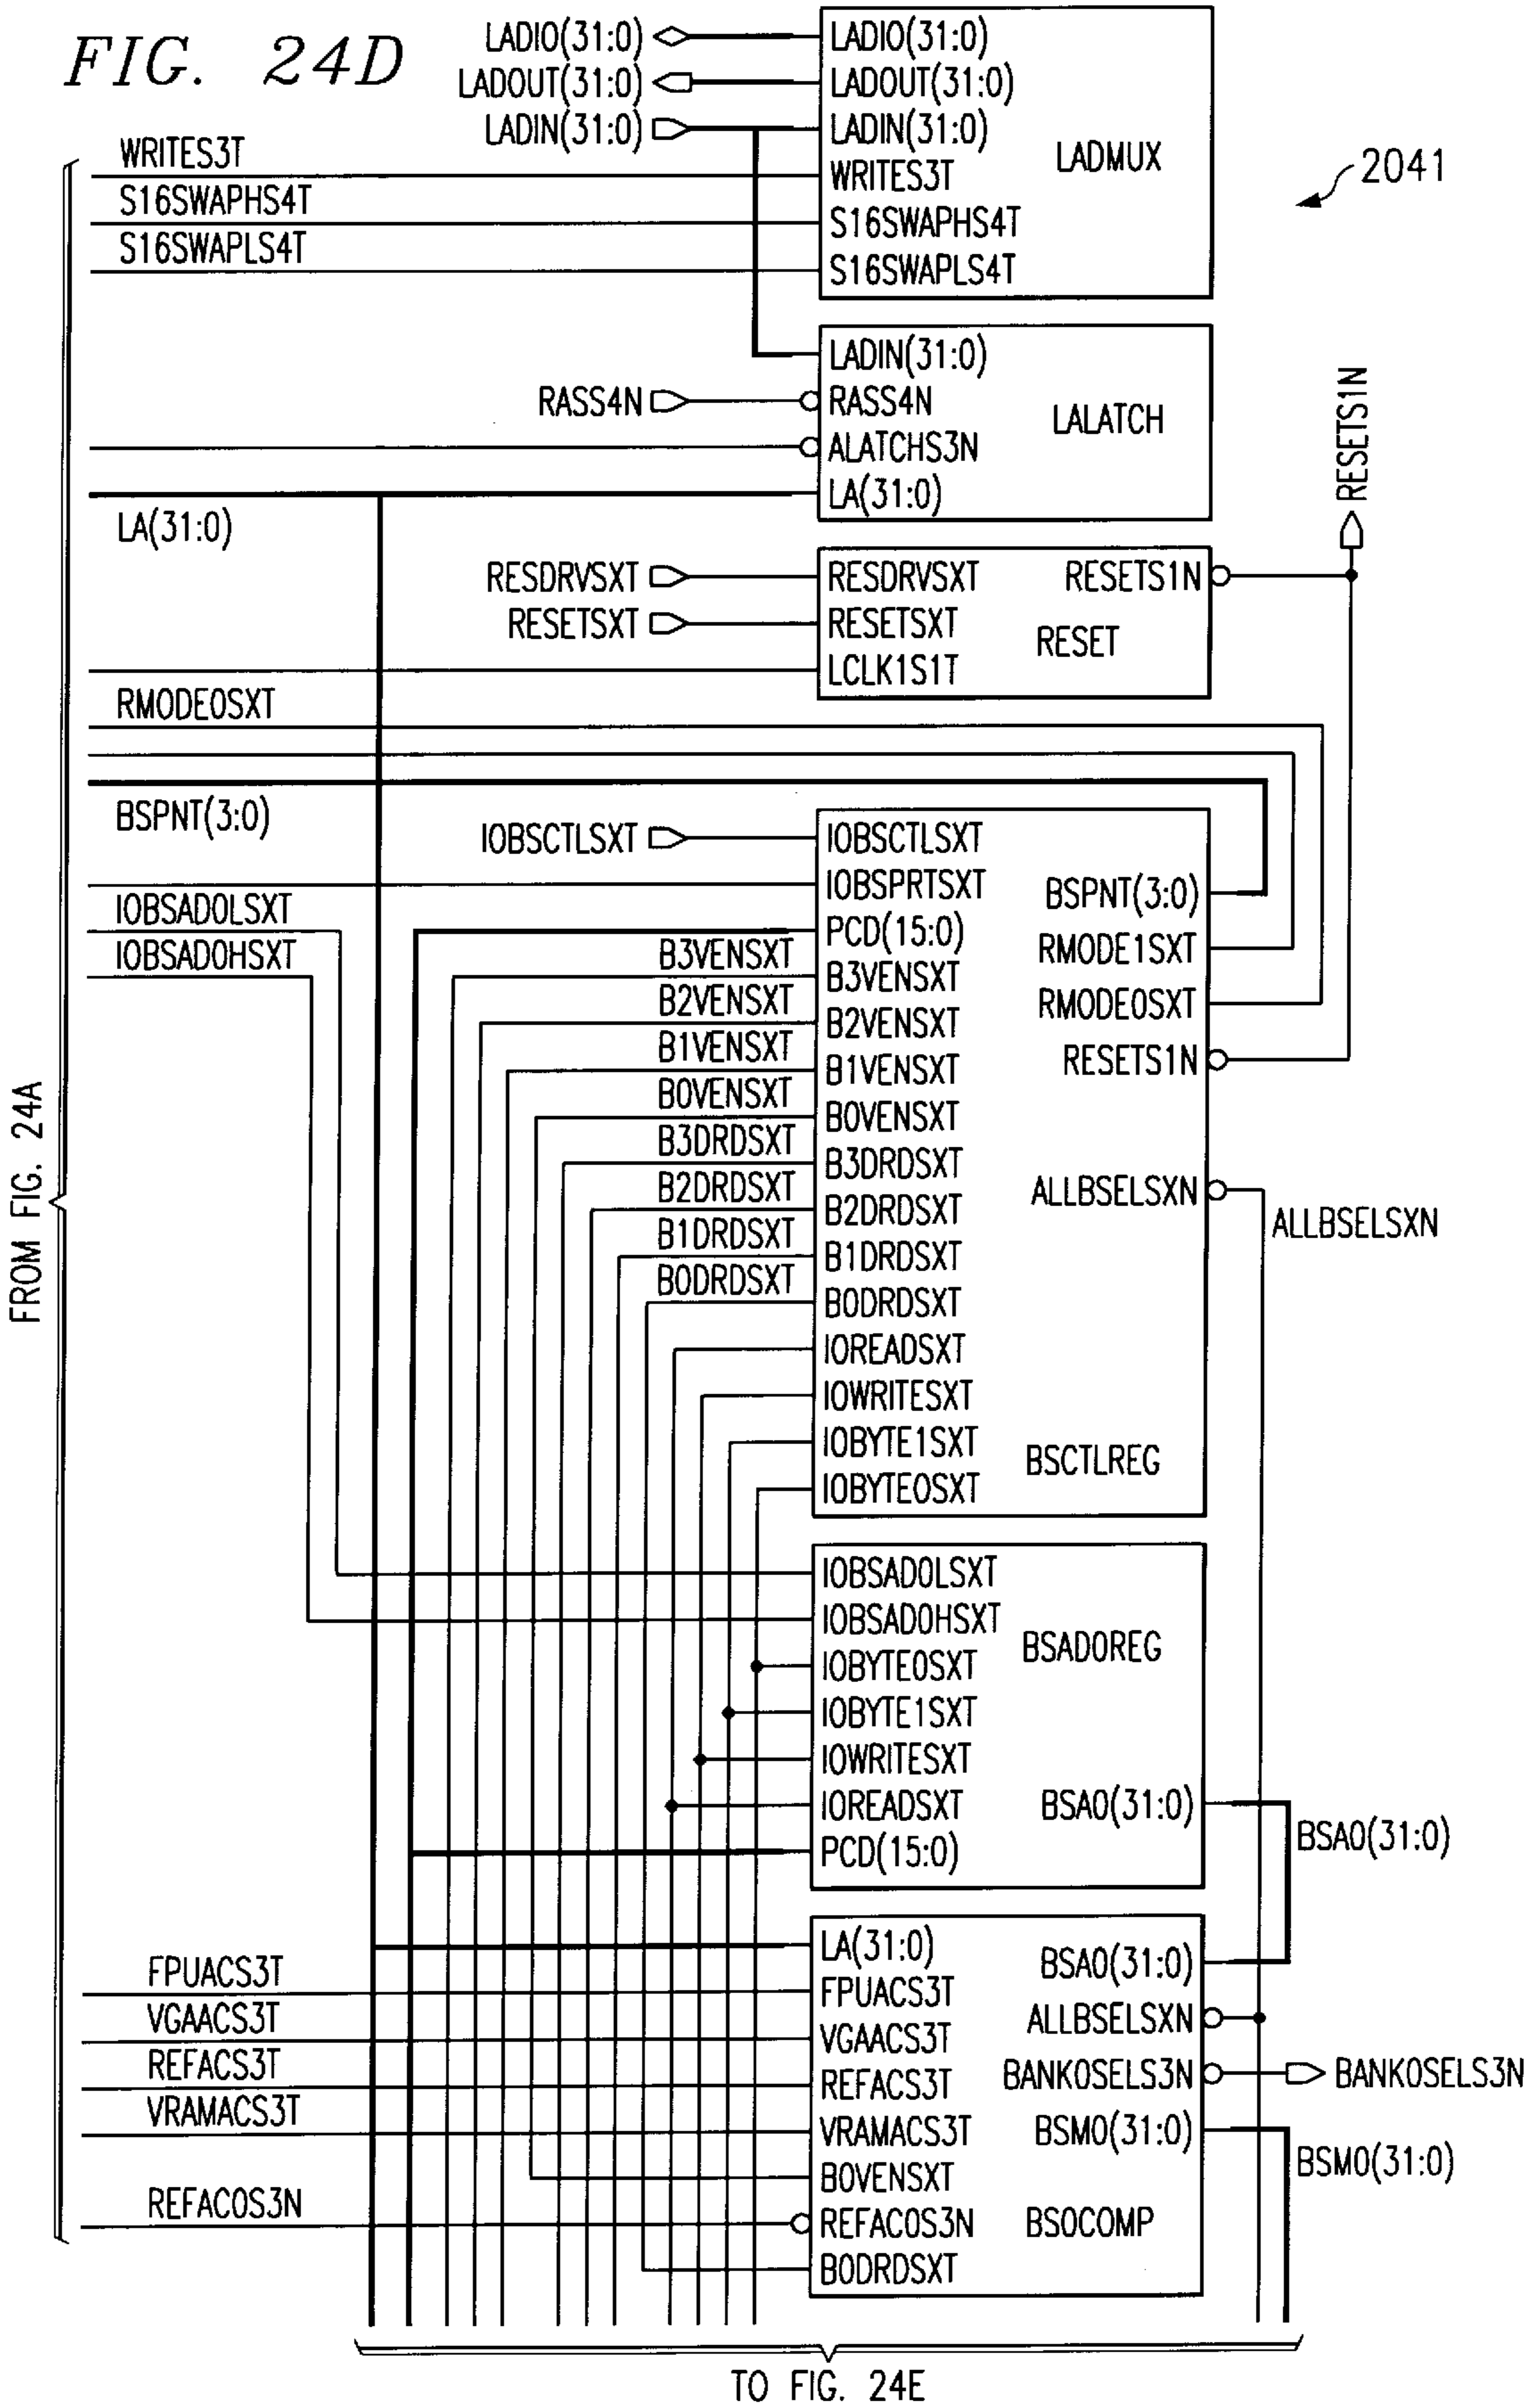 FIG. 24D
LADIO(31:0) LADIO(31:0)
LADOUT(31:0) LADOUT(31:0)
LADIN(31:0) LADIN(31:0)
LADMUX
2041
WRITES3T WRITES3T
S16SWAPHS4T S16SWAPHS4T
S16SWAPLS4T S16SWAPLS4T
LADIN(31:0)
RASS4N RASS4N
LALATCH
ALATCHS3N
LA(31:0)
LA(31:0)
RESETS1N
RESDRVSXT RESDRVSXT RESETS1N
RESETSXT RESETSXT
RESET
LCLK1S1T
RMODE0SXT
BSPNT(3:0)
IOBSCTLSXT IOBSCTLSXT
IOBSPRTSXT BSPNT(3:0)
IOBSAD0LSXT
PCD(15:0)
RMODE1SXT
IOBSAD0HSXT
B3VENSXT B3VENSXT
B2VENSXT B2VENSXT
RMODE0SXT
B1VENSXT B1VENSXT
RESETS1N
B0VENSXT B0VENSXT
B3DRDSXT B3DRDSXT
B2DRDSXT B2DRDSXT
ALLBSELSXN
ALLBSELSXN
B1DRDSXT B1DRDSXT
B0DRDSXT B0DRDSXT
IOREADSXT
IOWRITESXT
IOBYTE1SXT
BSCTLREG
IOBYTE0SXT
FROM FIG. 24A
IOBSAD0LSXT
IOBSAD0HSXT
BSAD0REG
IOBYTE0SXT
IOBYTE1SXT
IOWRITESXT
IOREADSXT BSA0(31:0)
BSA0(31:0)
PCD(15:0)
LA(31:0)
BSA0(31:0)
FPUACS3T FPUACS3T
ALLBSELSXN
VGAACS3T VGAACS3T
REFACS3T REFACS3T
BANK0SELS3N BANK0SELS3N
VRAMACS3T VRAMACS3T
BSM0(31:0)
BSM0(31:0)
B0VENSXT
REFAC0S3N REFAC0S3N
BS0COMP
B0DRDSXT
TO FIG. 24E